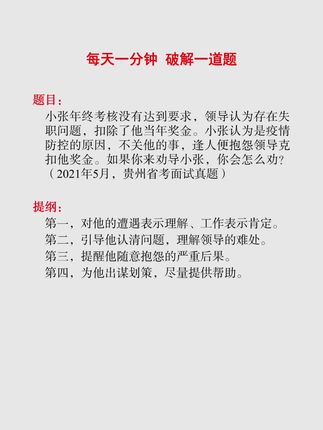 每天一分钟 破解一道题
题目：
小张年终考核没有达到要求，领导认为存在失
职问题，扣除了他当年奖金。小张认为是疫情
防控的原因，不关他的事，逢人便抱怨领导克
扣他奖金。如果你来劝导小张，你会怎么劝？
（2021年5月，贵州省考面试真题）
提纲：
第一，对他的遭遇表示理解、工作表示肯定。
第二，引导他认清问题，理解领导的难处。
第三，提醒他随意抱怨的严重后果。
第四，为他出谋划策，尽量提供帮助。